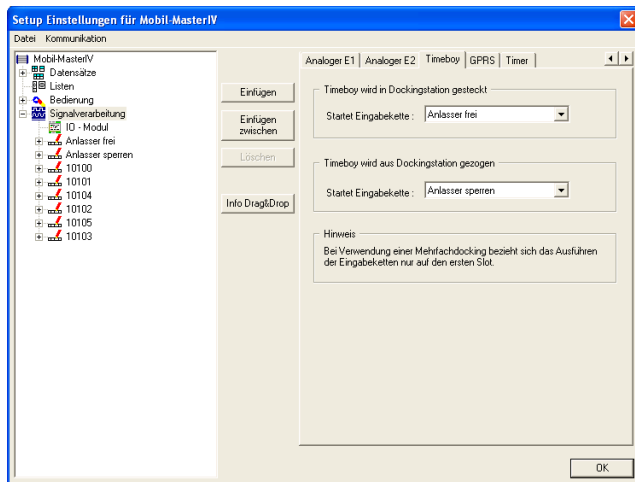 Setup Einstellungen für Mobil-MasterIV
Datei Kommunikation
Mobil-MasterIV
Datensätze
Listen
Bedienung
Signalverarbeitung
IO - Modul
Anlasser frei
Anlasser sperren
10100
10101
10104
10102
10105
10103
Einfügen
Einfügen
zwischen
Löschen
Info Drag&Drop
Analoger E1 Analoger E2 Timeboy GPRS Timer
Timeboy wird in Dockingstation gesteckt
Startet Eingabekette : Anlasser frei
Timeboy wird aus Dockingstation gezogen
Startet Eingabekette : Anlasser sperren
Hinweis
Bei Verwendung einer Mehrfachdocking bezieht sich das Ausführen
der Eingabeketten nur auf den ersten Slot.
OK